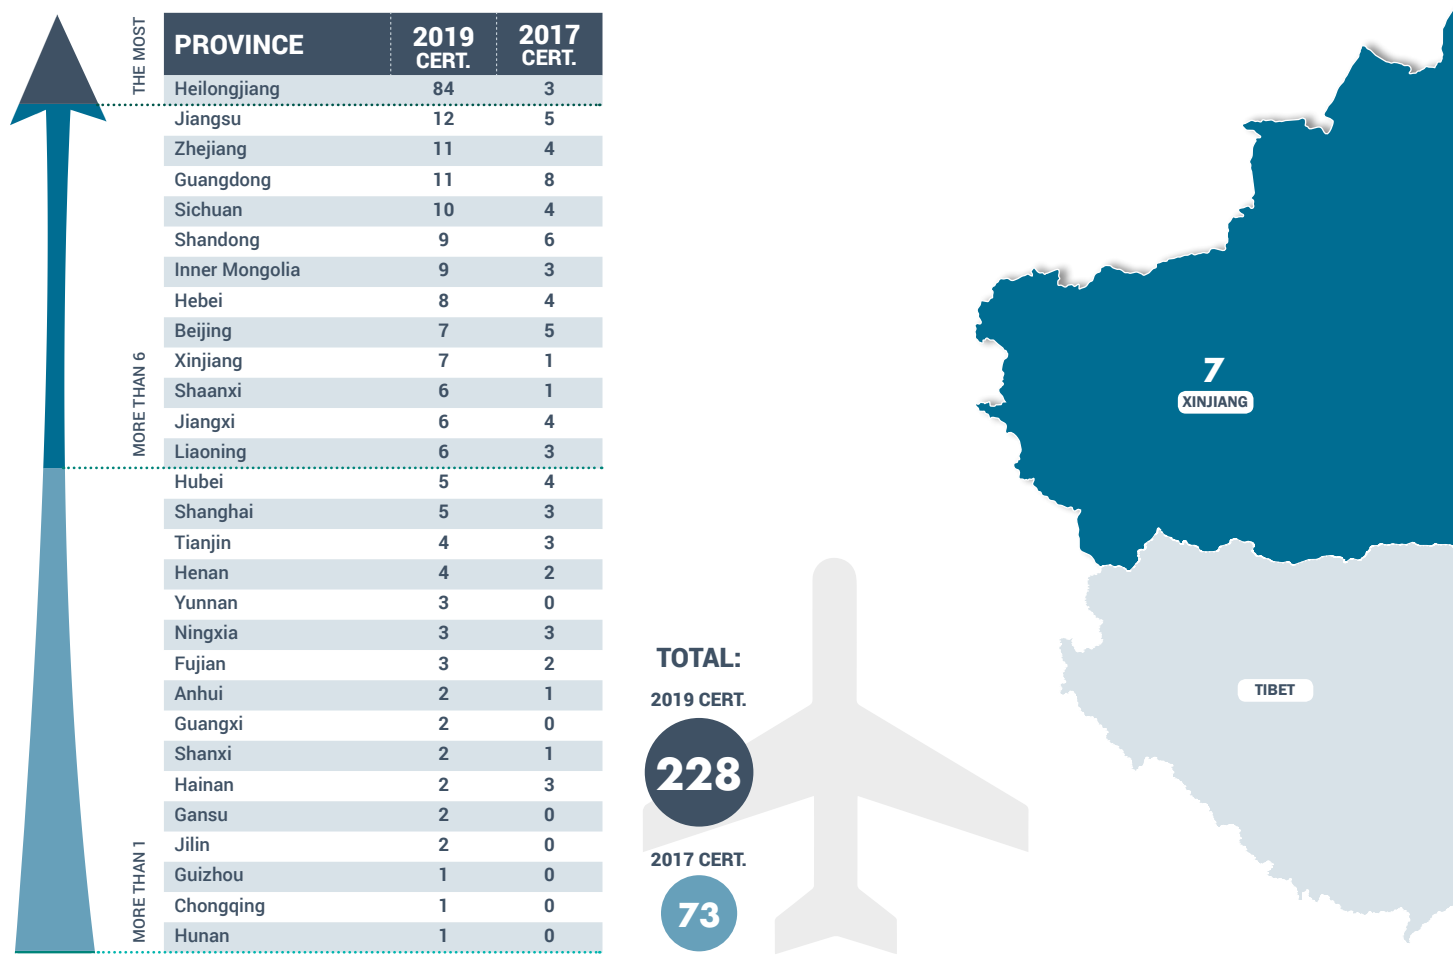 THE MOST
PROVINCE 2019 CERT. 2017 CERT.
Heilongjiang 84 3
Jiangsu 12 5
Zhejiang 11 4
Guangdong 11 8
Sichuan 10 4
Shandong 9 6
Inner Mongolia 9 3
Hebei 8 4
Beijing 7 5
Xinjiang 7 1
Shaanxi 6 1
Jiangxi 6 4
Liaoning 6 3
MORE THAN 6
Hubei 5 4
Shanghai 5 3
Tianjin 4 3
Henan 4 2
Yunnan 3 0
Ningxia 3 3
Fujian 3 2
Anhui 2 1
Guangxi 2 0
Shanxi 2 1
Hainan 2 3
Gansu 2 0
Jilin 2 0
Guizhou 1 0
Chongqing 1 0
Hunan 1 0
MORE THAN 1
TOTAL:
2019 CERT.
228
2017 CERT.
73
7
XINJIANG
TIBET